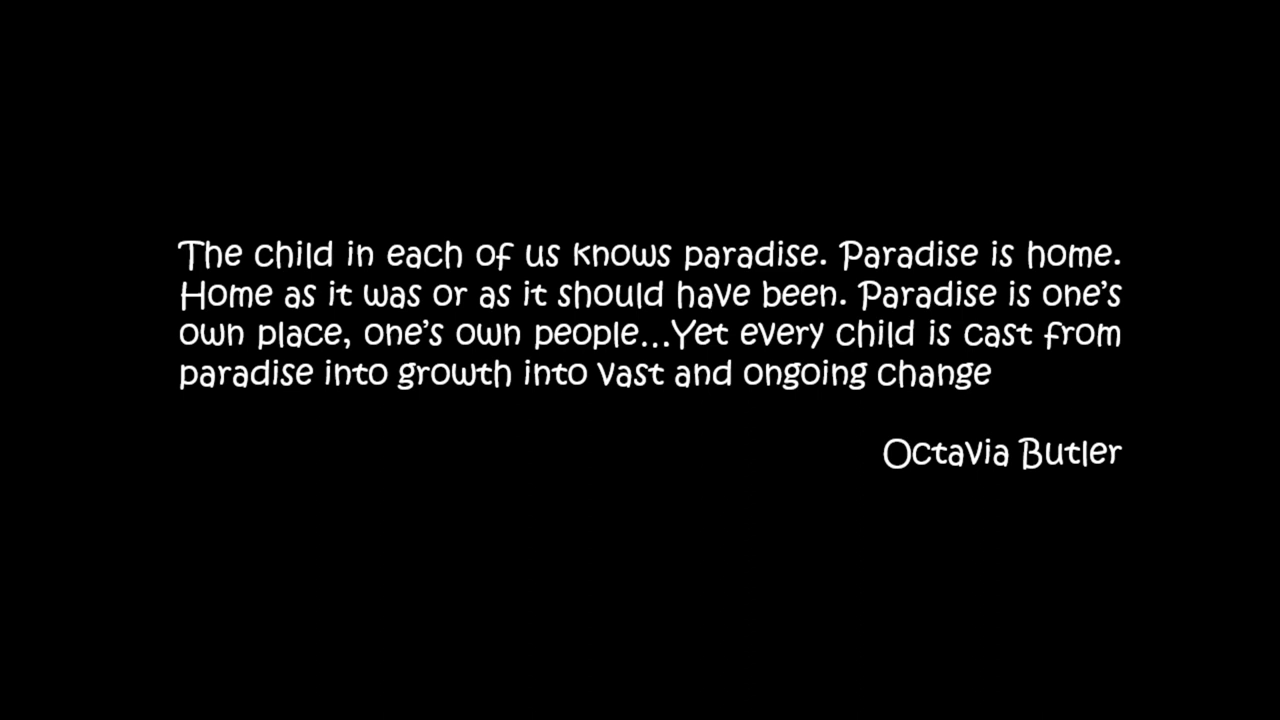 The child in each of us knows paradise. Paradise is home.
Home as it was or as it should have been. Paradise is one’s
own place, one’s own people...Yet every child is cast from
paradise into growth into vast and ongoing change
Octavia Butler